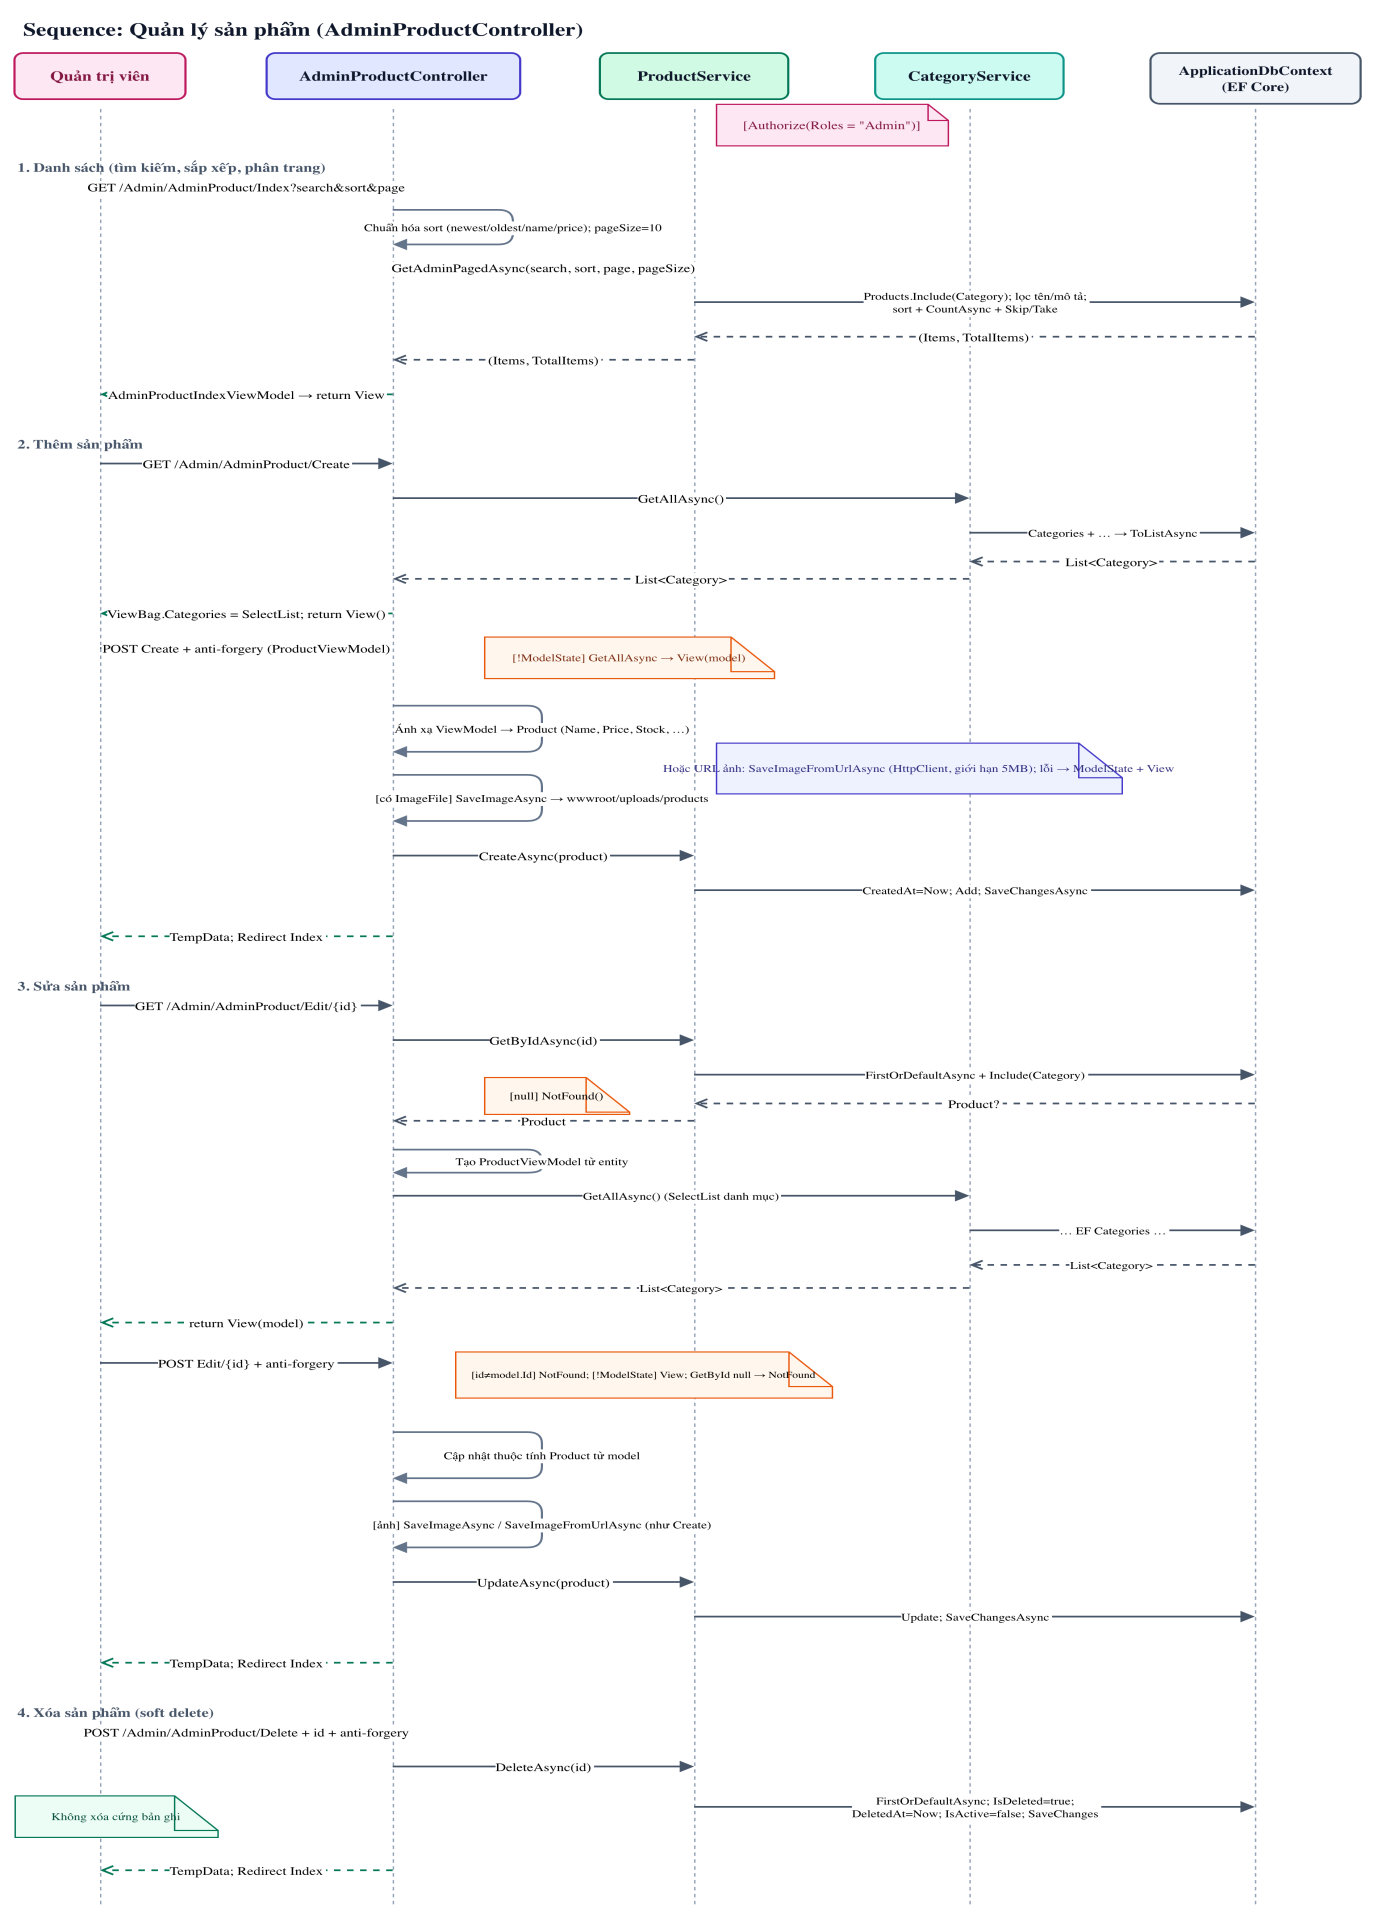 Sequence: Quản lý sản phẩm (AdminProductController)
Quản trị viên
AdminProductController
ProductService
CategoryService
ApplicationDbContext
(EF Core)
[Authorize(Roles = "Admin")]
1. Danh sách (tìm kiếm, sắp xếp, phân trang)
GET /Admin/AdminProduct/Index?search&sort&page
Chuẩn hóa sort (newest/oldest/name/price); pageSize=10
GetAdminPagedAsync(search, sort, page, pageSize)
Products.Include(Category); lọc tên/mô tả;
sort + CountAsync + Skip/Take
(Items, TotalItems)
(Items, TotalItems)
AdminProductIndexViewModel → return View
2. Thêm sản phẩm
GET /Admin/AdminProduct/Create
GetAllAsync()
Categories + … → ToListAsync
List<Category>
List<Category>
ViewBag.Categories = SelectList; return View()
POST Create + anti-forgery (ProductViewModel)
[!ModelState] GetAllAsync → View(model)
Ánh xạ ViewModel → Product (Name, Price, Stock, …)
Hoặc URL ảnh: SaveImageFromUrlAsync (HttpClient, giới hạn 5MB); lỗi → ModelState + View
[có ImageFile] SaveImageAsync → wwwroot/uploads/products
CreateAsync(product)
CreatedAt=Now; Add; SaveChangesAsync
TempData; Redirect Index
3. Sửa sản phẩm
GET /Admin/AdminProduct/Edit/{id}
GetByIdAsync(id)
FirstOrDefaultAsync + Include(Category)
[null] NotFound()
Product?
Product
Tạo ProductViewModel từ entity
GetAllAsync() (SelectList danh mục)
… EF Categories …
List<Category>
List<Category>
return View(model)
POST Edit/{id} + anti-forgery
[id≠model.Id] NotFound; [!ModelState] View; GetById null → NotFound
Cập nhật thuộc tính Product từ model
[ảnh] SaveImageAsync / SaveImageFromUrlAsync (như Create)
UpdateAsync(product)
Update; SaveChangesAsync
TempData; Redirect Index
4. Xóa sản phẩm (soft delete)
POST /Admin/AdminProduct/Delete + id + anti-forgery
DeleteAsync(id)
FirstOrDefaultAsync; IsDeleted=true;
DeletedAt=Now; IsActive=false; SaveChanges
Không xóa cứng bản ghi
TempData; Redirect Index